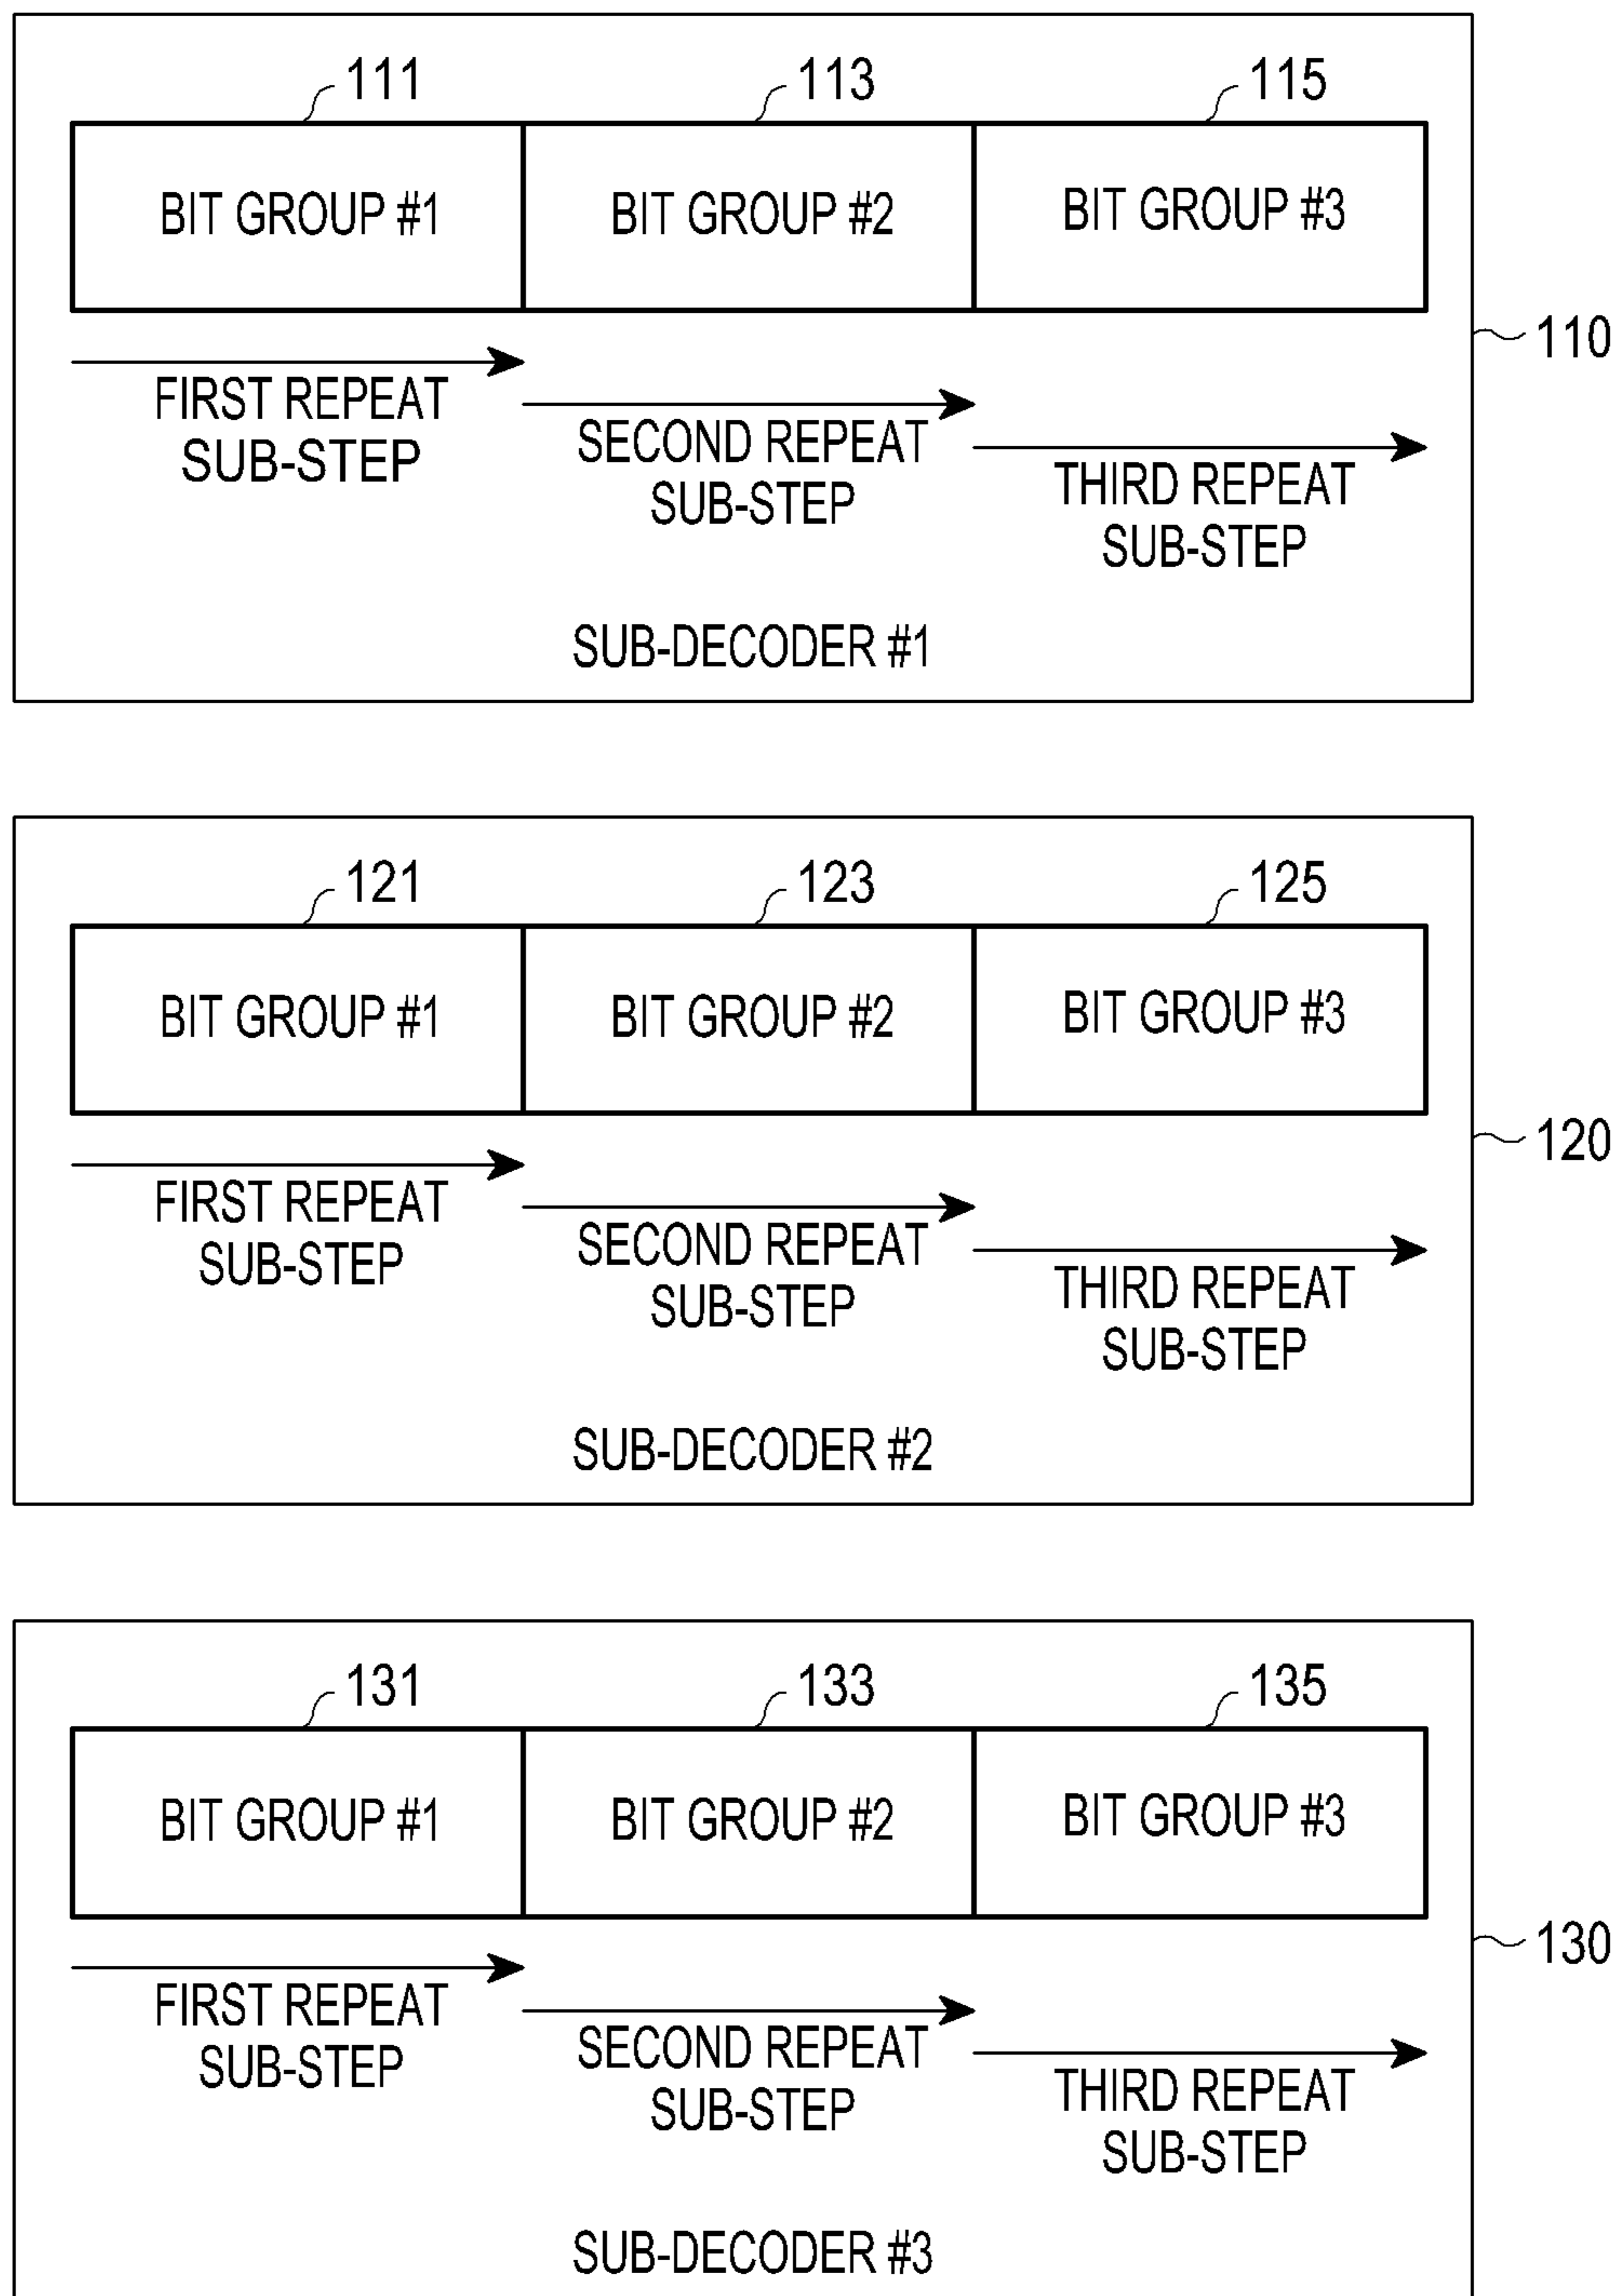 111
113
115
BIT GROUP #1
BIT GROUP #2
BIT GROUP #3
110
FIRST REPEAT
SUB-STEP
SECOND REPEAT
SUB-STEP
THIRD REPEAT
SUB-STEP
SUB-DECODER #1
121
123
125
BIT GROUP #1
BIT GROUP #2
BIT GROUP #3
120
FIRST REPEAT
SUB-STEP
SECOND REPEAT
SUB-STEP
THIRD REPEAT
SUB-STEP
SUB-DECODER #2
131
133
135
BIT GROUP #1
BIT GROUP #2
BIT GROUP #3
130
FIRST REPEAT
SUB-STEP
SECOND REPEAT
SUB-STEP
THIRD REPEAT
SUB-STEP
SUB-DECODER #3